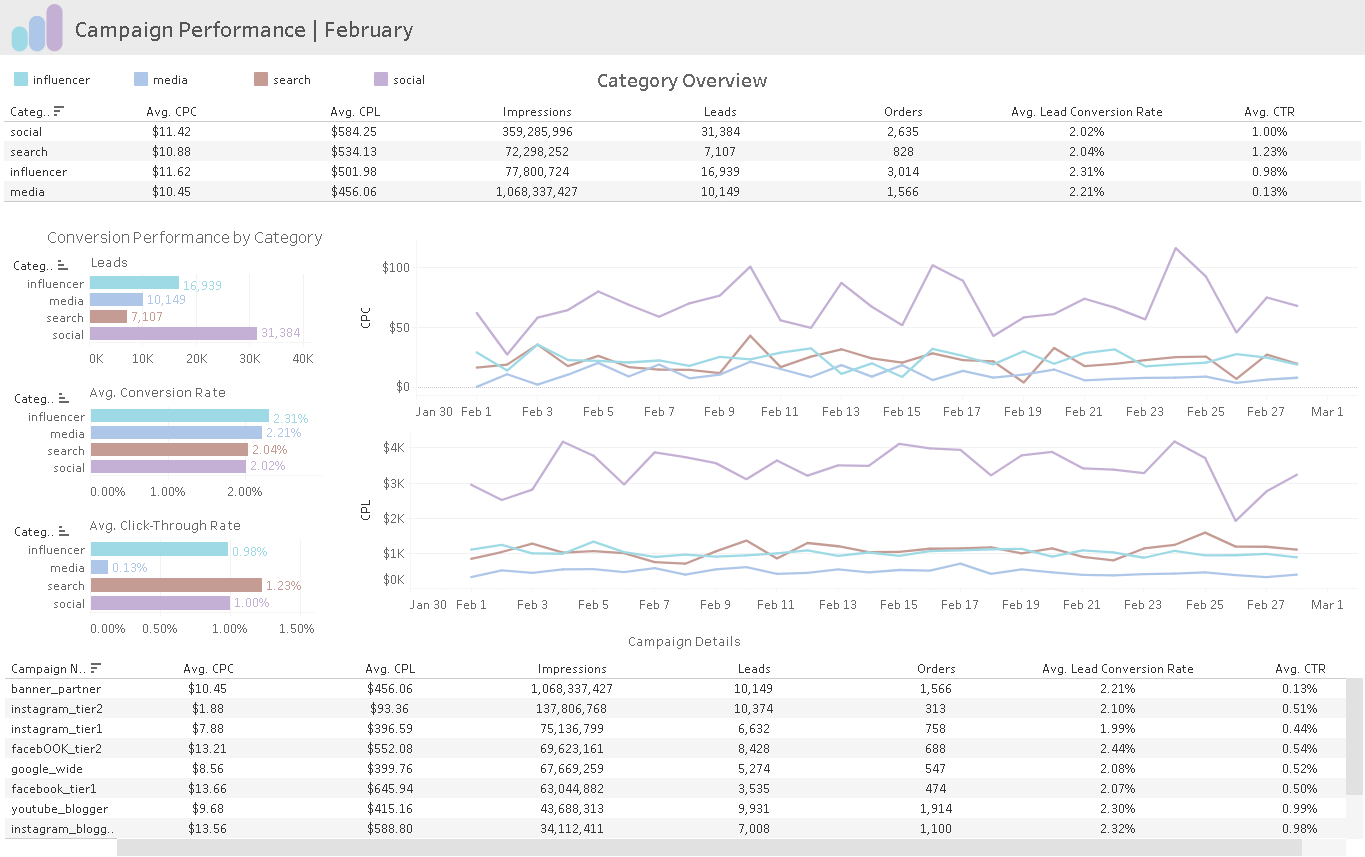 Campaign Performance | February
influencer media search social
Category Overview
Categ.. Avg. CPC Avg. CPL Impressions Leads Orders Avg. Lead Conversion Rate Avg. CTR
social $11.42 $584.25 359,285,996 31,384 2,635 2.02% 1.00%
search $10.88 $534.13 72,298,252 7,107 828 2.04% 1.23%
influencer $11.62 $501.98 77,800,724 16,939 3,014 2.31% 0.98%
media $10.45 $456.06 1,068,337,427 10,149 1,566 2.21% 0.13%
Conversion Performance by Category
Categ.. Leads
influencer 16,939
media 10,149
search 7,107
social 31,384
0K 10K 20K 30K 40K
Categ.. Avg. Conversion Rate
influencer 2.31%
media 2.21%
search 2.04%
social 2.02%
0.00% 1.00% 2.00%
Categ.. Avg. Click-Through Rate
influencer 0.98%
media 0.13%
search 1.23%
social 1.00%
0.00% 0.50% 1.00% 1.50%
CPC
$100
$50
$0
Jan 30 Feb 1 Feb 3 Feb 5 Feb 7 Feb 9 Feb 11 Feb 13 Feb 15 Feb 17 Feb 19 Feb 21 Feb 23 Feb 25 Feb 27 Mar 1
CPL
$4K
$3K
$2K
$1K
$0K
Jan 30 Feb 1 Feb 3 Feb 5 Feb 7 Feb 9 Feb 11 Feb 13 Feb 15 Feb 17 Feb 19 Feb 21 Feb 23 Feb 25 Feb 27 Mar 1
Campaign Details
Campaign N.. Avg. CPC Avg. CPL Impressions Leads Orders Avg. Lead Conversion Rate Avg. CTR
banner_partner $10.45 $456.06 1,068,337,427 10,149 1,566 2.21% 0.13%
instagram_tier2 $1.88 $93.36 137,806,768 10,374 313 2.10% 0.51%
instagram_tier1 $7.88 $396.59 75,136,799 6,632 758 1.99% 0.44%
facebOOK_tier2 $13.21 $552.08 69,623,161 8,428 688 2.44% 0.54%
google_wide $8.56 $399.76 67,669,259 5,274 547 2.08% 0.52%
facebook_tier1 $13.66 $645.94 63,044,882 3,535 474 2.07% 0.50%
youtube_blogger $9.68 $415.16 43,688,313 9,931 1,914 2.30% 0.99%
instagram_blogg.. $13.56 $588.80 34,112,411 7,008 1,100 2.32% 0.98%